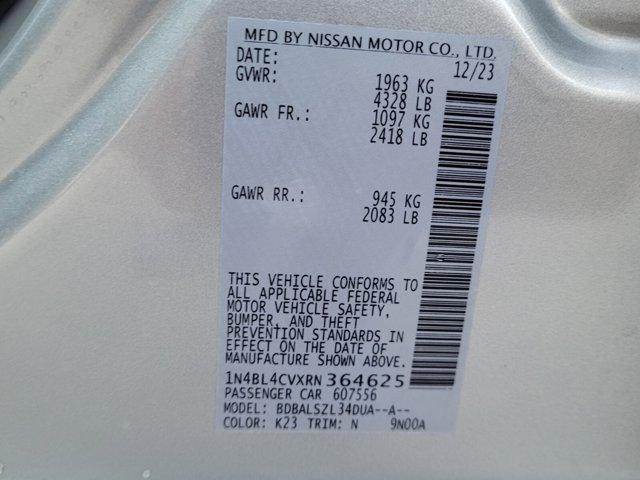 MFD BY NISSAN MOTOR CO., LTD.
DATE: 12/23
GVWR: 1963 KG
4328 LB
GAWR FR.: 1097 KG
2418 LB
GAWR RR.: 945 KG
2083 LB
THIS VEHICLE CONFORMS TO
ALL APPLICABLE FEDERAL
MOTOR VEHICLE SAFETY,
BUMPER, AND THEFT
PREVENTION STANDARDS IN
EFFECT ON THE DATE OF
MANUFACTURE SHOWN ABOVE.
1N4BL4CVXRN364625
PASSENGER CAR 607556
MODEL: BDBALSZL34DUA--A--
COLOR: K23 TRIM: N 9N00A